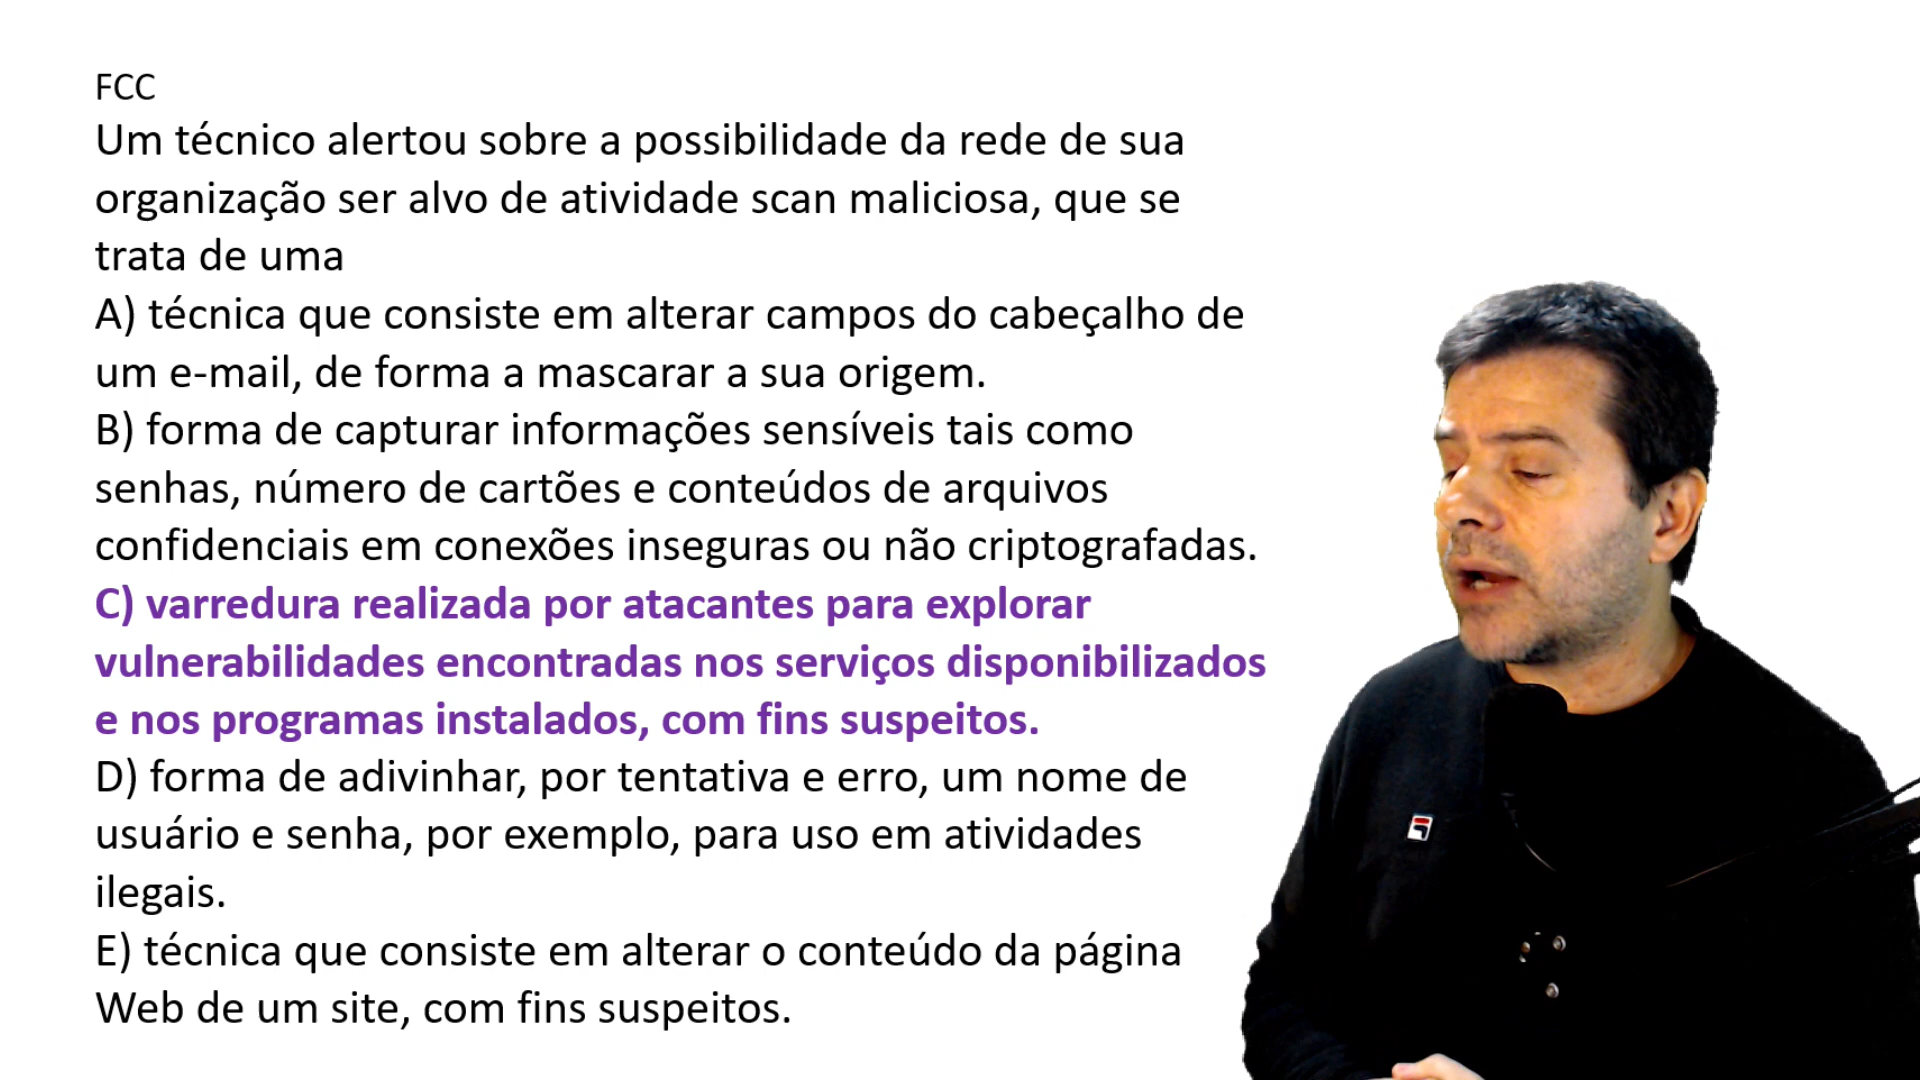 FCC
Um técnico alertou sobre a possibilidade da rede de sua
organização ser alvo de atividade scan maliciosa, que se
trata de uma
A) técnica que consiste em alterar campos do cabeçalho de
um e-mail, de forma a mascarar a sua origem.
B) forma de capturar informações sensíveis tais como
senhas, número de cartões e conteúdos de arquivos
confidenciais em conexões inseguras ou não criptografadas.
C) varredura realizada por atacantes para explorar
vulnerabilidades encontradas nos serviços disponibilizados
e nos programas instalados, com fins suspeitos.
D) forma de adivinhar, por tentativa e erro, um nome de
usuário e senha, por exemplo, para uso em atividades
ilegais.
E) técnica que consiste em alterar o conteúdo da página
Web de um site, com fins suspeitos.